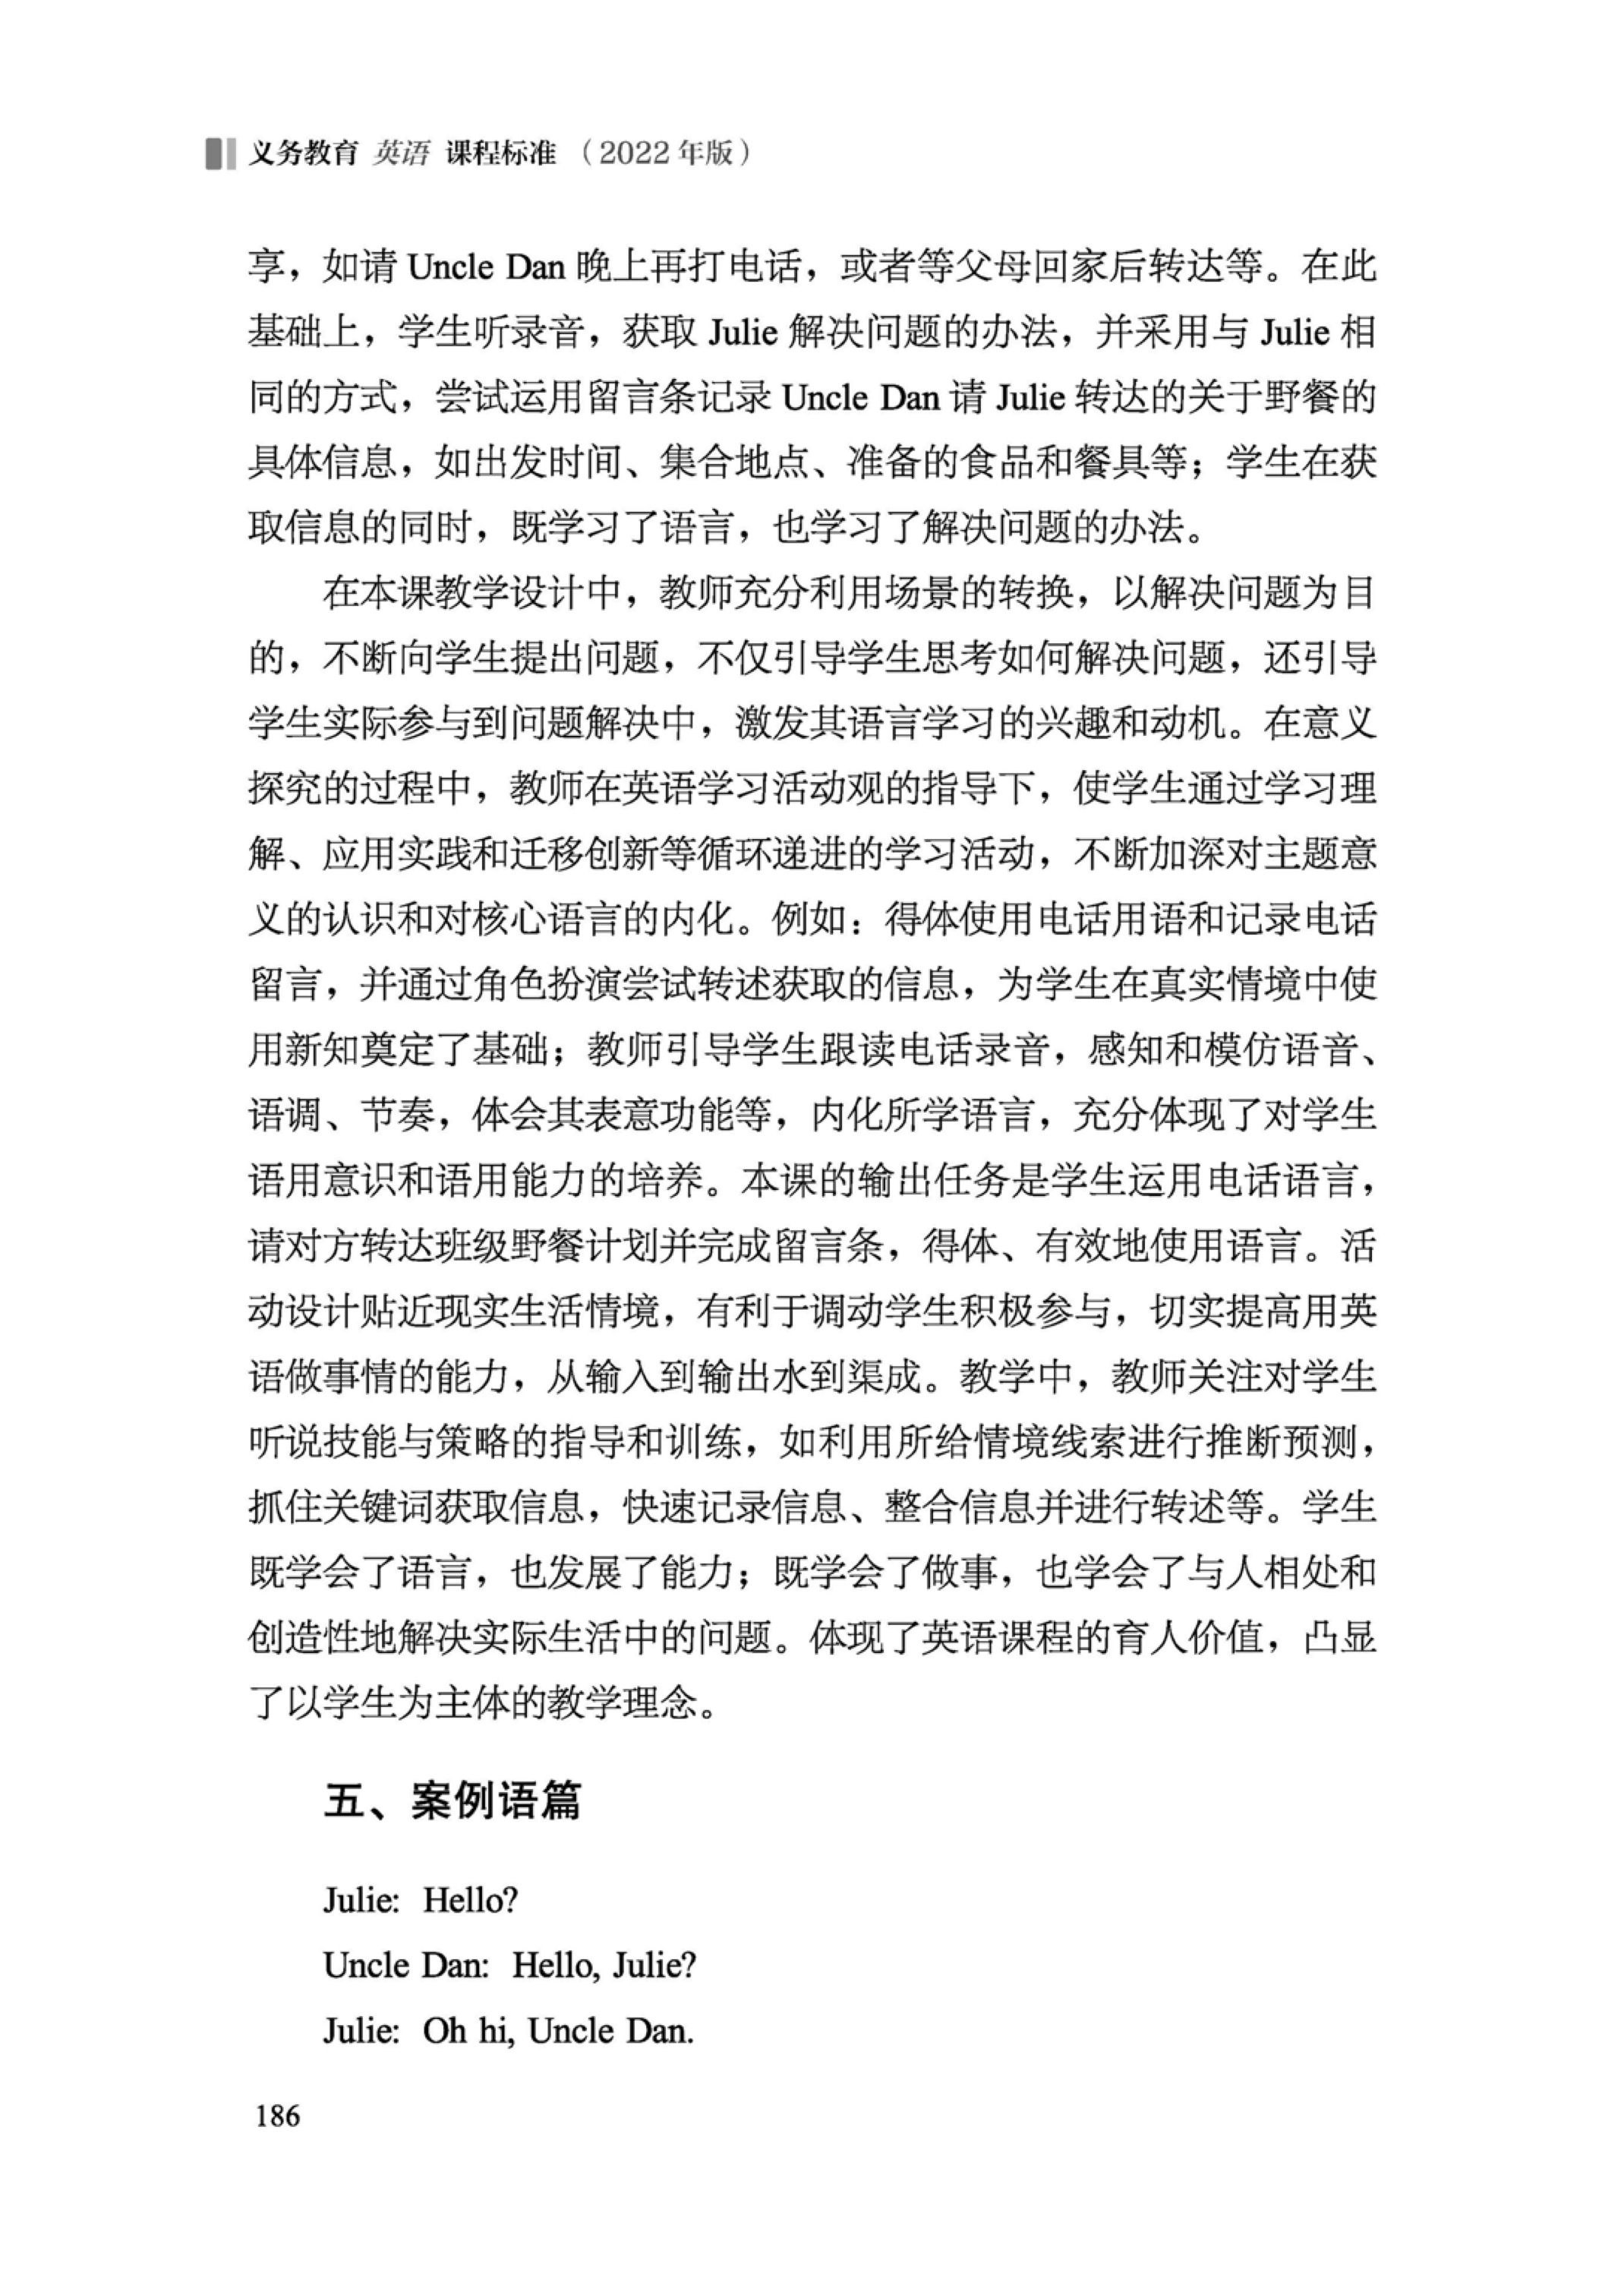 义务教育 英语 课程标准（2022年版）
享，如请 Uncle Dan 晚上再打电话，或者等父母回家后转达等。在此
基础上，学生听录音，获取 Julie 解决问题的办法，并采用与 Julie 相
同的方式，尝试运用留言条记录 Uncle Dan 请 Julie 转达的关于野餐的
具体信息，如出发时间、集合地点、准备的食品和餐具等；学生在获
取信息的同时，既学习了语言，也学习了解决问题的办法。
在本课教学设计中，教师充分利用场景的转换，以解决问题为目
的，不断向学生提出问题，不仅引导学生思考如何解决问题，还引导
学生实际参与到问题解决中，激发其语言学习的兴趣和动机。在意义
探究的过程中，教师在英语学习活动观的指导下，使学生通过学习理
解、应用实践和迁移创新等循环递进的学习活动，不断加深对主题意
义的认识和对核心语言的内化。例如：得体使用电话用语和记录电话
留言，并通过角色扮演尝试转述获取的信息，为学生在真实情境中使
用新知奠定了基础；教师引导学生跟读电话录音，感知和模仿语音、
语调、节奏，体会其表意功能等，内化所学语言，充分体现了对学生
语用意识和语用能力的培养。本课的输出任务是学生运用电话语言，
请对方转达班级野餐计划并完成留言条，得体、有效地使用语言。活
动设计贴近现实生活情境，有利于调动学生积极参与，切实提高用英
语做事情的能力，从输入到输出水到渠成。教学中，教师关注对学生
听说技能与策略的指导和训练，如利用所给情境线索进行推断预测，
抓住关键词获取信息，快速记录信息、整合信息并进行转述等。学生
既学会了语言，也发展了能力；既学会了做事，也学会了与人相处和
创造性地解决实际生活中的问题。体现了英语课程的育人价值，凸显
了以学生为主体的教学理念。
五、案例语篇
Julie: Hello?
Uncle Dan: Hello, Julie?
Julie: Oh hi, Uncle Dan.
186